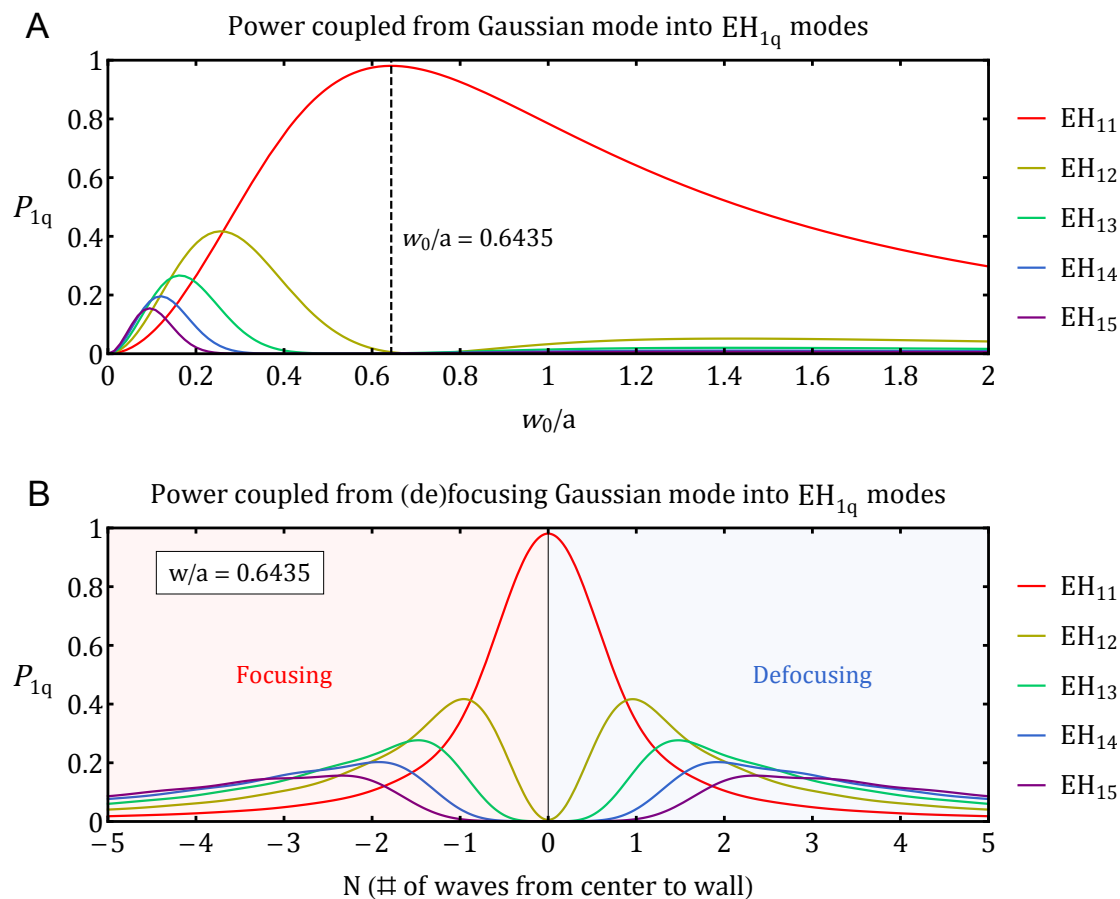 A
Power coupled from Gaussian mode into EH₁q modes
1
0.8
0.6
P₁q
0.4
0.2
0
w₀/a = 0.6435
0 0.2 0.4 0.6 0.8 1 1.2 1.4 1.6 1.8 2
w₀/a
EH₁₁
EH₁₂
EH₁₃
EH₁₄
EH₁₅
B
Power coupled from (de)focusing Gaussian mode into EH₁q modes
1
0.8
0.6
P₁q
0.4
0.2
0
w/a = 0.6435
Focusing
Defocusing
−5 −4 −3 −2 −1 0 1 2 3 4 5
N (# of waves from center to wall)
EH₁₁
EH₁₂
EH₁₃
EH₁₄
EH₁₅